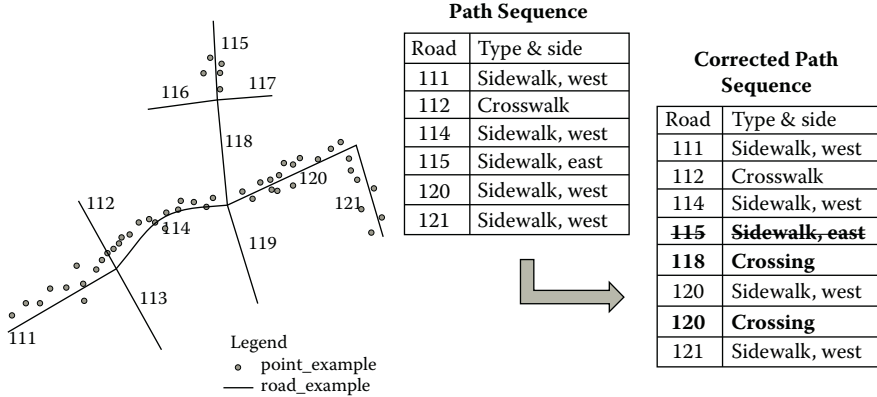 115
116
117
118
120
121
112
114
119
113
111
Legend
point_example
road_example
Path Sequence
Road Type & side
111 Sidewalk, west
112 Crosswalk
114 Sidewalk, west
115 Sidewalk, east
120 Sidewalk, west
121 Sidewalk, west
Corrected Path
Sequence
Road Type & side
111 Sidewalk, west
112 Crosswalk
114 Sidewalk, west
115 Sidewalk, east
118 Crossing
120 Sidewalk, west
120 Crossing
121 Sidewalk, west